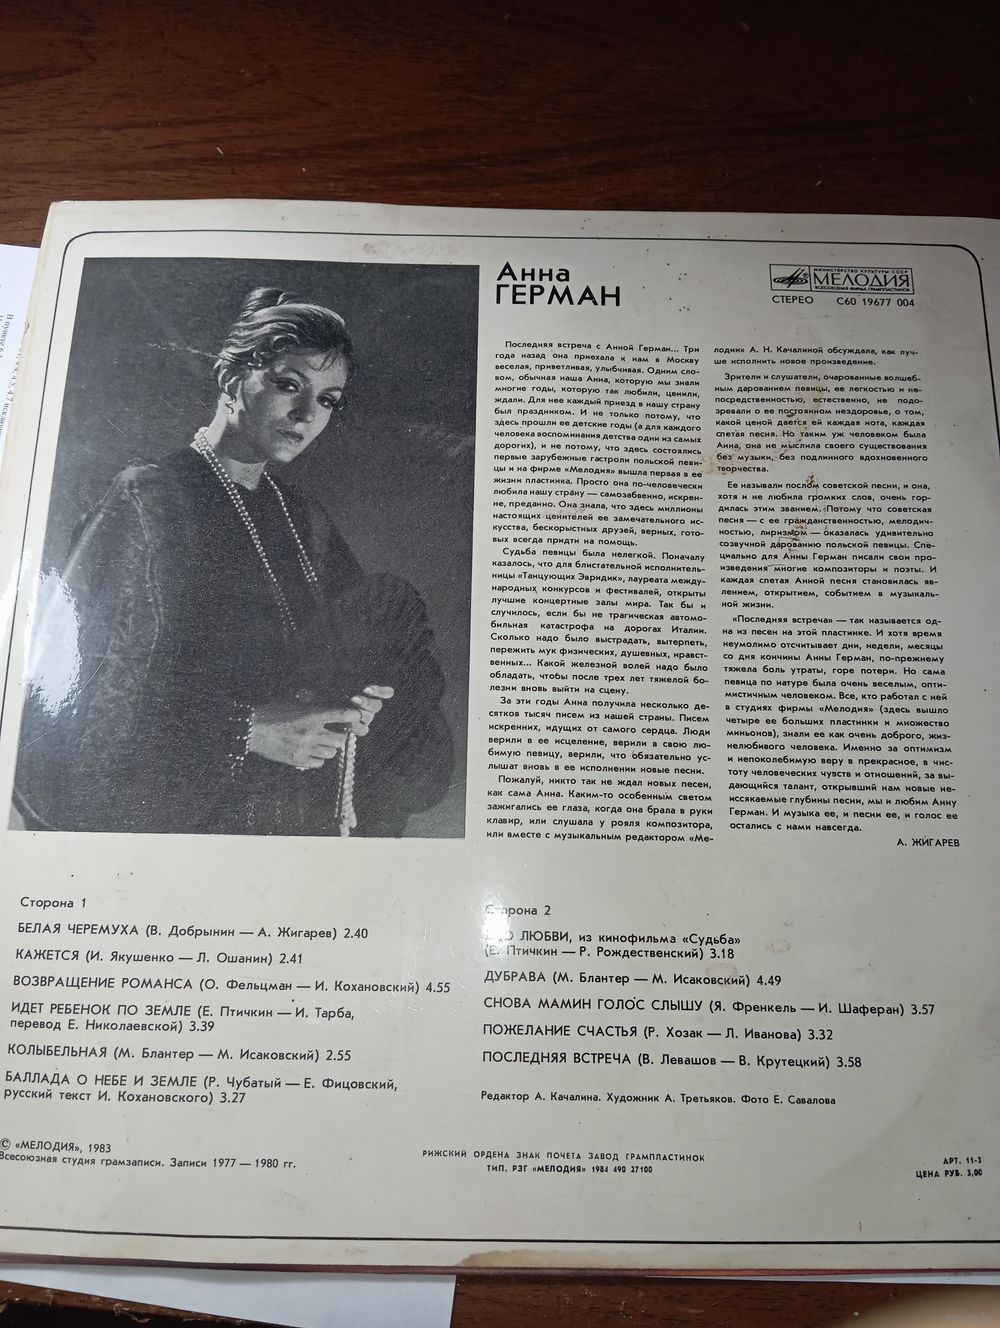 Анна
ГЕРМАН
МИНИСТЕРСТВО КУЛЬТУРЫ СССР
МЕЛОДИЯ
ВСЕСОЮЗНАЯ ФИРМА ГРАМПЛАСТИНОК
СТЕРЕО С60 19677 004
Последняя встреча с Анной Герман... Три
года назад она приехала к нам в Москву
веселая, приветливая, улыбчивая. Одним сло-
вом, обычная наша Анна, которую мы знали
многие годы, которую так любили, ценили,
ждали. Для нее каждый приезд в нашу страну
был праздником. И не только потому, что
здесь прошли ее детские годы (а для каждого
человека воспоминания детства одни из самых
дорогих), и не потому, что здесь состоялись
первые зарубежные гастроли польской певи-
цы и на фирме «Мелодия» вышла первая в ее
жизни пластинка. Просто она по-человечески
любила нашу страну — самозабвенно, искрен-
не, преданно. Она знала, что здесь миллионы
настоящих ценителей ее замечательного ис-
кусства, бескорыстных друзей, верных, гото-
вых всегда придти на помощь.
Судьба певицы была нелегкой. Поначалу
казалось, что для блистательной исполнитель-
ницы «Танцующих Эвридик», лауреата между-
народных конкурсов и фестивалей, открыты
лучшие концертные залы мира. Так бы и
случилось, если бы не трагическая автомо-
бильная катастрофа на дорогах Италии.
Сколько надо было выстрадать, вытерпеть,
пережить мук физических, душевных, нравст-
венных... Какой железной волей надо было
обладать, чтобы после трех лет тяжелой бо-
лезни вновь выйти на сцену.
За эти годы Анна получила несколько де-
сятков тысяч писем из нашей страны. Писем
искренних, идущих от самого сердца. Люди
верили в ее исцеление, верили в свою лю-
бимую певицу, верили, что обязательно ус-
лышат вновь в ее исполнении новые песни.
Пожалуй, никто так не ждал новых песен,
как сама Анна. Каким-то особенным светом
зажигались ее глаза, когда она брала в руки
клавир, или слушала у рояля композитора,
или вместе с музыкальным редактором «Ме-
лодии» А. Н. Качалиной обсуждала, как луч-
ше исполнить новое произведение.
Зрители и слушатели, очарованные волшеб-
ным дарованием певицы, ее легкостью и не-
посредственностью, естественно, не подо-
зревали о ее постоянном нездоровье, о том,
какой ценой дается ей каждая нота, каждая
спетая песня. Но таким уж человеком была
Анна, она не мыслила своего существования
без музыки, без подлинного вдохновенного
творчества.
Ее называли послом советской песни, и она,
хотя и не любила громких слов, очень гор-
дилась этим званием. Потому что советская
песня — с ее гражданственностью, мелодич-
ностью, лиризмом — оказалась удивительно
созвучной дарованию польской певицы. Спе-
циально для Анны Герман писали свои про-
изведения многие композиторы и поэты. И
каждая спетая Анной песня становилась яв-
лением, открытием, событием в музыкаль-
ной жизни.
«Последняя встреча» — так называется од-
на из песен на этой пластинке. И хотя время
неумолимо отсчитывает дни, недели, месяцы
со дня кончины Анны Герман, по-прежнему
тяжела боль утраты, горе потери. Но сама
певица по натуре была очень веселым, опти-
мистичным человеком. Все, кто работал с ней
в студиях фирмы «Мелодия» (здесь вышло
четыре ее больших пластинки и множество
миньонов), знали ее как очень доброго, жиз-
нелюбивого человека. Именно за оптимизм
и непоколебимую веру в прекрасное, в чис-
тоту человеческих чувств и отношений, за вы-
дающийся талант, открывший нам новые не-
иссякаемые глубины песни, мы и любим Анну
Герман. И музыка ее, и песни ее, и голос ее
остались с нами навсегда.
А. ЖИГАРЕВ
Сторона 1
БЕЛАЯ ЧЕРЕМУХА (В. Добрынин — А. Жигарев) 2.40
КАЖЕТСЯ (И. Якушенко — Л. Ошанин) 2.41
ВОЗВРАЩЕНИЕ РОМАНСА (О. Фельцман — И. Кохановский) 4.55
ИДЕТ РЕБЕНОК ПО ЗЕМЛЕ (Е. Птичкин — И. Тарба,
перевод Е. Николаевской) 3.39
КОЛЫБЕЛЬНАЯ (М. Блантер — М. Исаковский) 2.55
БАЛЛАДА О НЕБЕ И ЗЕМЛЕ (Р. Чубатый — Е. Фицовский,
русский текст И. Кохановского) 3.27
Сторона 2
ЛЮБВИ, из кинофильма «Судьба»
(Е. Птичкин — Р. Рождественский) 3.18
ДУБРАВА (М. Блантер — М. Исаковский) 4.49
СНОВА МАМИН ГОЛОС СЛЫШУ (Я. Френкель — И. Шаферан) 3.57
ПОЖЕЛАНИЕ СЧАСТЬЯ (Р. Хозак — Л. Иванова) 3.32
ПОСЛЕДНЯЯ ВСТРЕЧА (В. Левашов — В. Крутецкий) 3.58
Редактор А. Качалина. Художник А. Третьяков. Фото Е. Савалова
© «МЕЛОДИЯ», 1983
Всесоюзная студия грамзаписи. Записи 1977 — 1980 гг.
РИЖСКИЙ ОРДЕНА ЗНАК ПОЧЕТА ЗАВОД ГРАМПЛАСТИНОК
ТИП. РЗГ «МЕЛОДИЯ» 1984 490 27100
АРТ. 11-3
ЦЕНА РУБ. 3,00